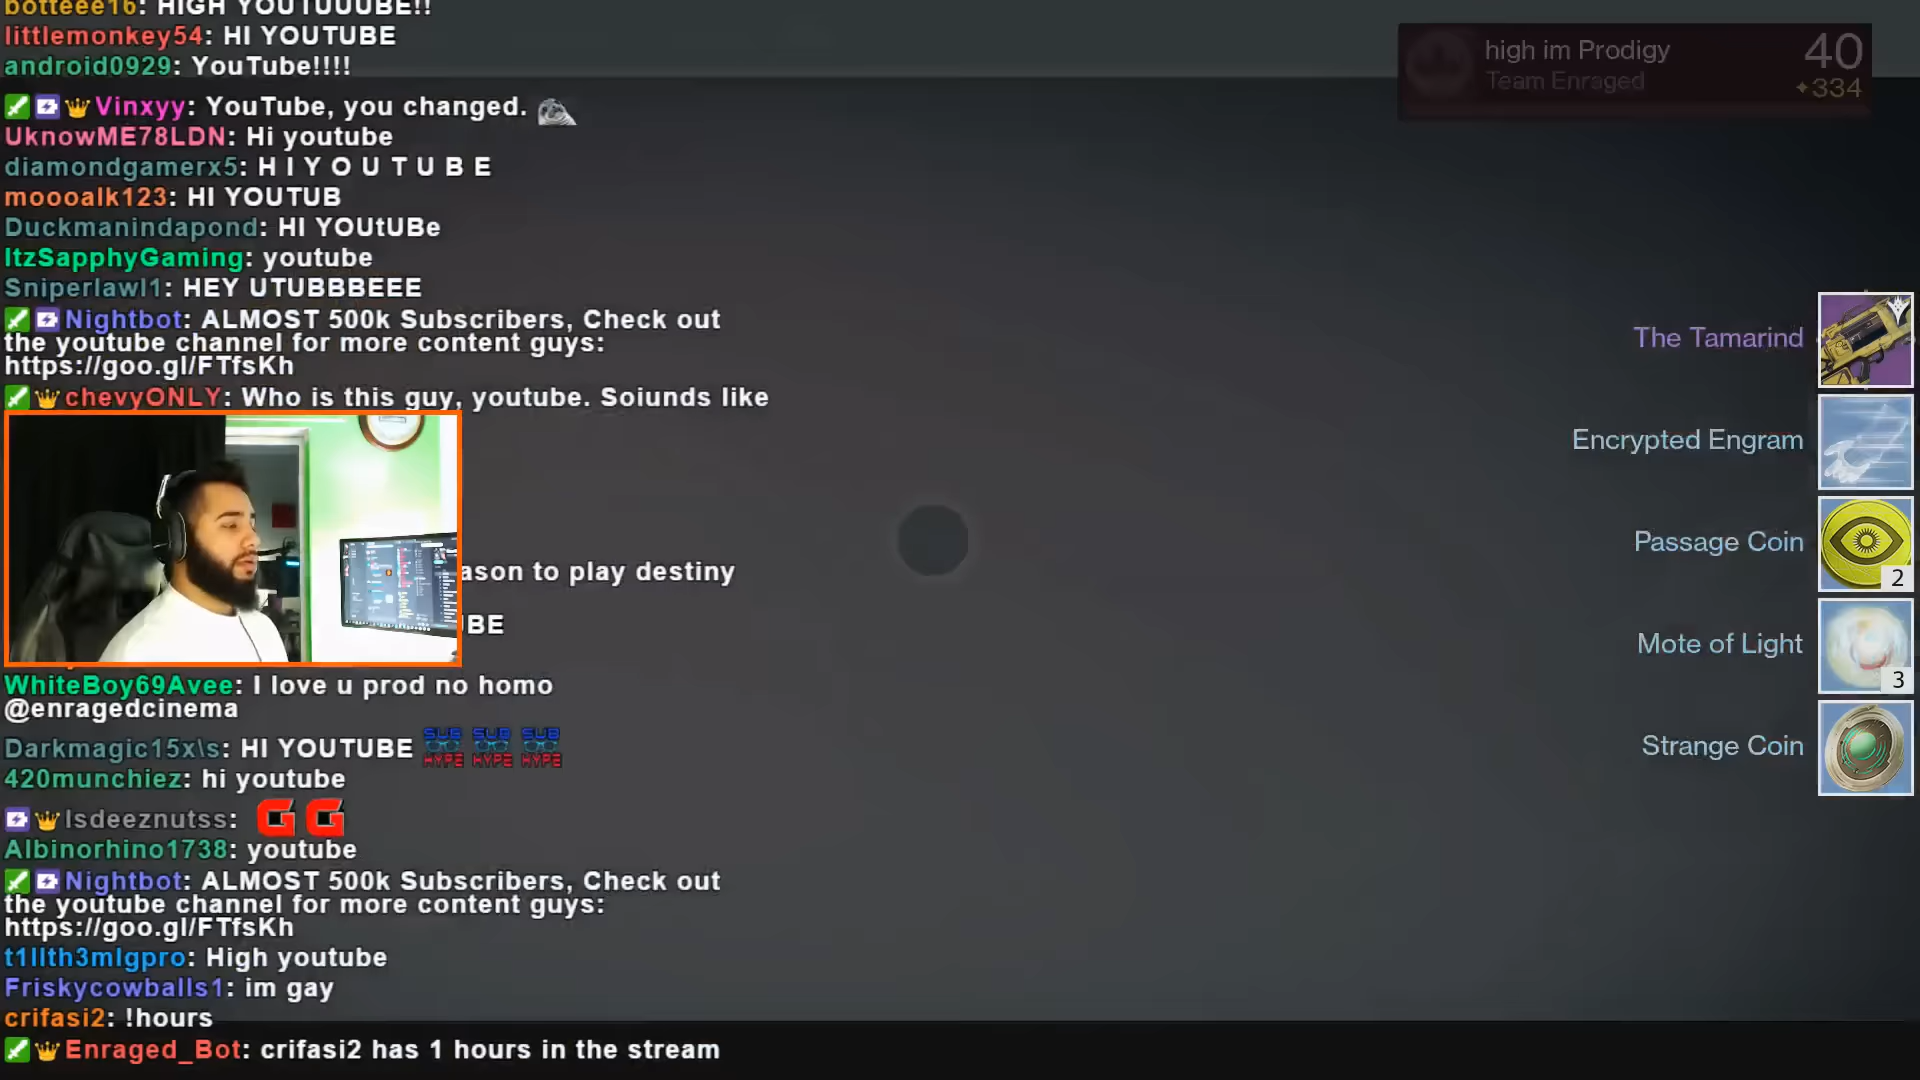 botteee16: HIGH YOUTUUUBE!!
littlemonkey54: HI YOUTUBE
android0929: YouTube!!!!
Vinxyy: YouTube, you changed.
UknowME78LDN: Hi youtube
diamondgamerx5: H I Y O U T U B E
moooalk123: HI YOUTUB
Duckmanindapond: HI YOUtUBe
ItzSapphyGaming: youtube
Sniperlawl1: HEY UTUBBBEEE
Nightbot: ALMOST 500k Subscribers, Check out
the youtube channel for more content guys:
https://goo.gl/FTfsKh
chevyONLY: Who is this guy, youtube. Soiunds like
ason to play destiny
BE
WhiteBoy69Avee: I love u prod no homo
@enragedcinema
Darkmagic15x\s: HI YOUTUBE SUB HYPE SUB HYPE SUB HYPE
420munchiez: hi youtube
Isdeeznutss: G G
Albinorhino1738: youtube
Nightbot: ALMOST 500k Subscribers, Check out
the youtube channel for more content guys:
https://goo.gl/FTfsKh
t1llth3mlgpro: High youtube
Friskycowballs1: im gay
crifasi2: !hours
Enraged_Bot: crifasi2 has 1 hours in the stream
high im Prodigy
Team Enraged
40
334
The Tamarind
Encrypted Engram
Passage Coin
2
Mote of Light
3
Strange Coin